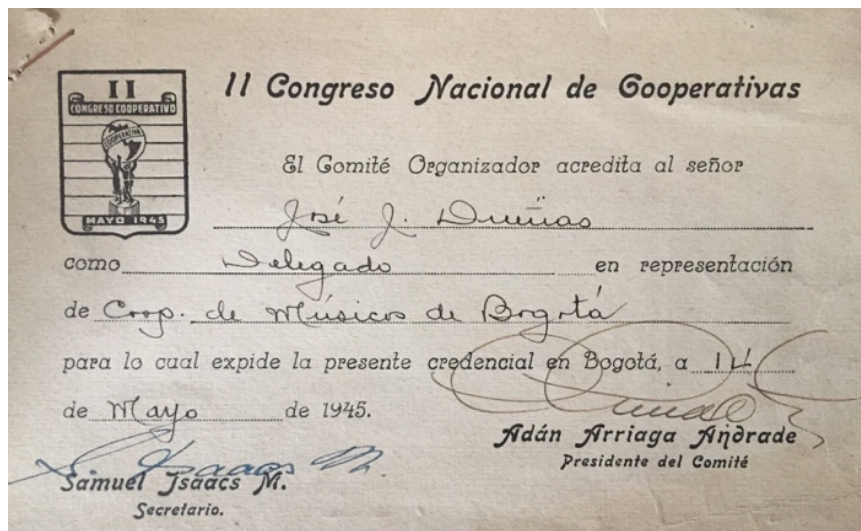 II
CONGRESO COOPERATIVO
COOPERATIVA
MAYO 1945
II Congreso Nacional de Cooperativas
El Comité Organizador acredita al señor
José J. Dueñas
como Delegado en representación
de Coop. de Músicos de Bogotá
para lo cual expide la presente credencial en Bogotá, a 14
de Mayo de 1945.
Adán Arriaga Andrade
Presidente del Comité
S. Isaacs M.
Samuel Isaacs M.
Secretario.